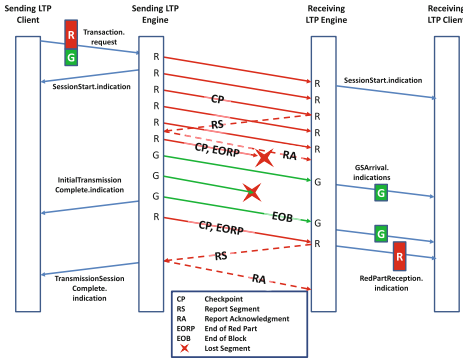 Sending LTP
Client
Sending LTP
Engine
Receiving
LTP Engine
Receiving
LTP Client
Transaction.
request
R
G
SessionStart.indication
SessionStart.indication
R
R
R
R
R
R
G
G
G
R
CP
RS
CP, EORP
RA
EOB
CP, EORP
RS
RA
R
R
R
R
R
G
G
R
InitialTransmission
Complete.indication
GSArrival.
indications
G
G
R
RedPartReception.
indication
TransmissionSession
Complete.
indication
CP Checkpoint
RS Report Segment
RA Report Acknowledgment
EORP End of Red Part
EOB End of Block
Lost Segment